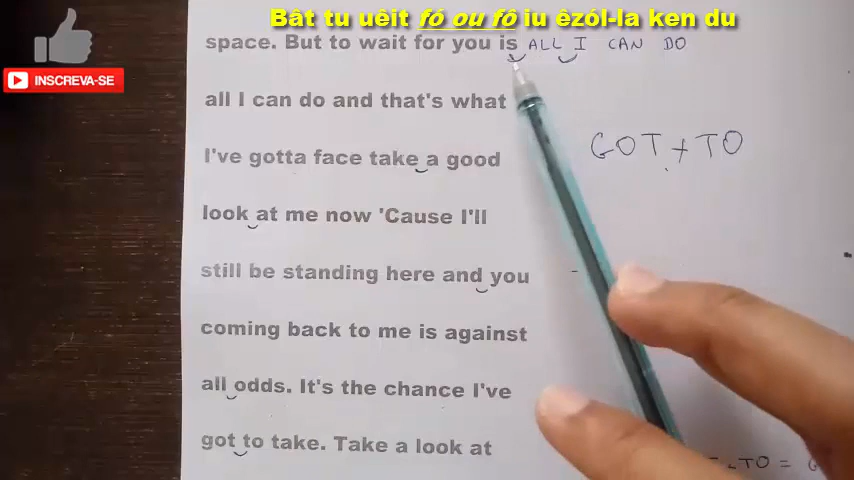 Bât tu uêit fó ou fô iu êzól-la ken du
space. But to wait for you is ALL I CAN DO
INSCREVA-SE
all I can do and that's what
I've gotta face take a good
GOT + TO
look at me now 'Cause I'll
still be standing here and you
coming back to me is against
all odds. It's the chance I've
got to take. Take a look at
TO =